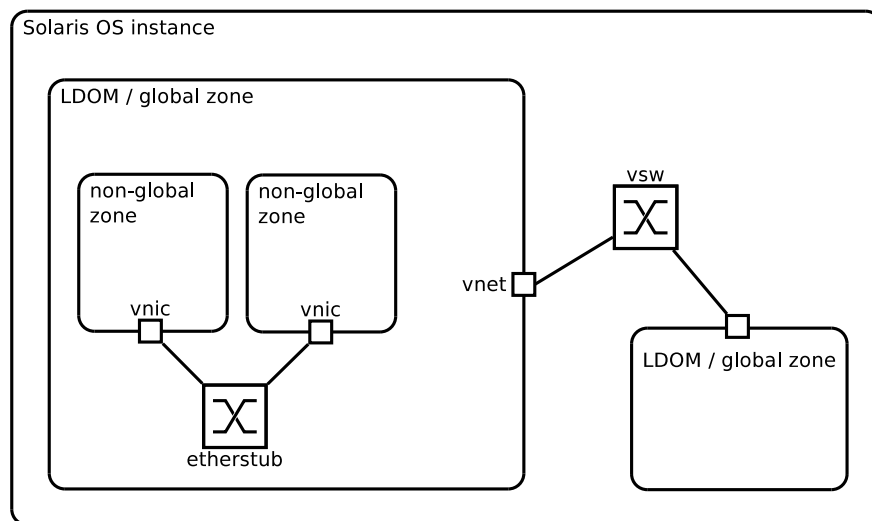 Solaris OS instance
LDOM / global zone
non-global
zone
non-global
zone
vsw
vnet
vnic
vnic
LDOM / global zone
etherstub